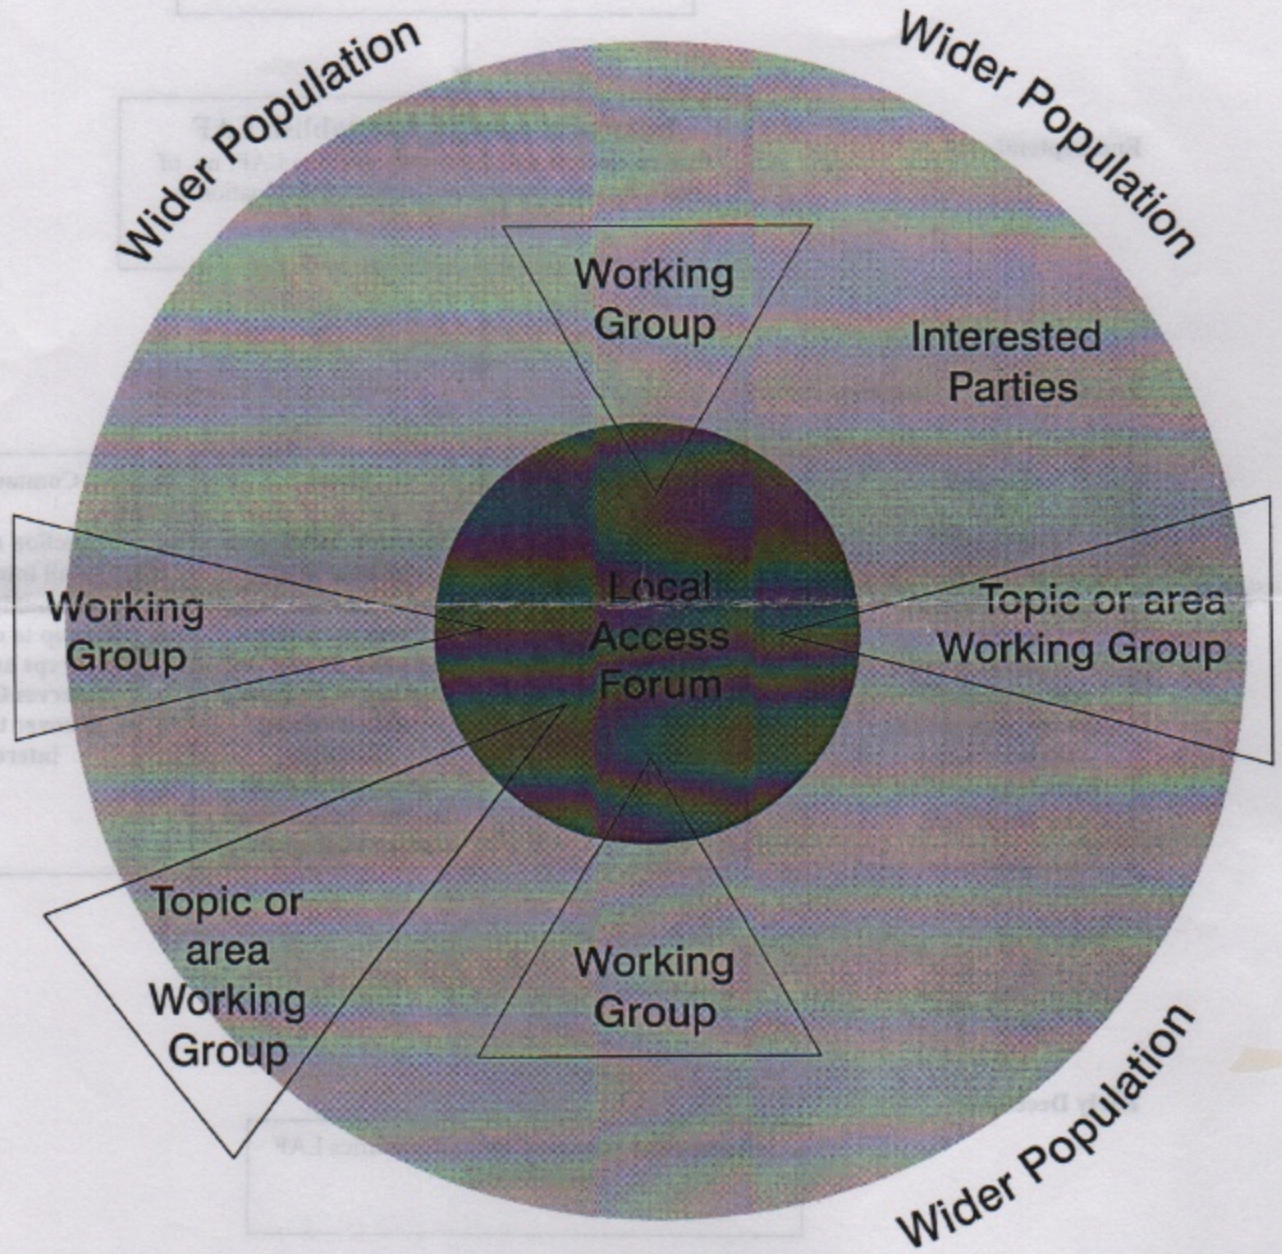 Wider Population
Wider Population
Working
Group
Interested
Parties
Working
Group
Local
Access
Forum
Topic or area
Working Group
Topic or
area
Working
Group
Working
Group
Wider Population